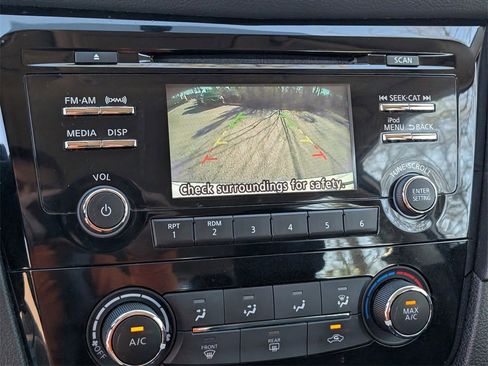 SCAN
FM·AM (XM)
SEEK·CAT
MEDIA DISP
iPod
MENU BACK
VOL
TUNE/SCROLL
ENTER
SETTING
Check surroundings for safety.
RPT
1
RDM
2
3
4
5
6
OFF
A/C
FRONT
REAR
MAX
A/C